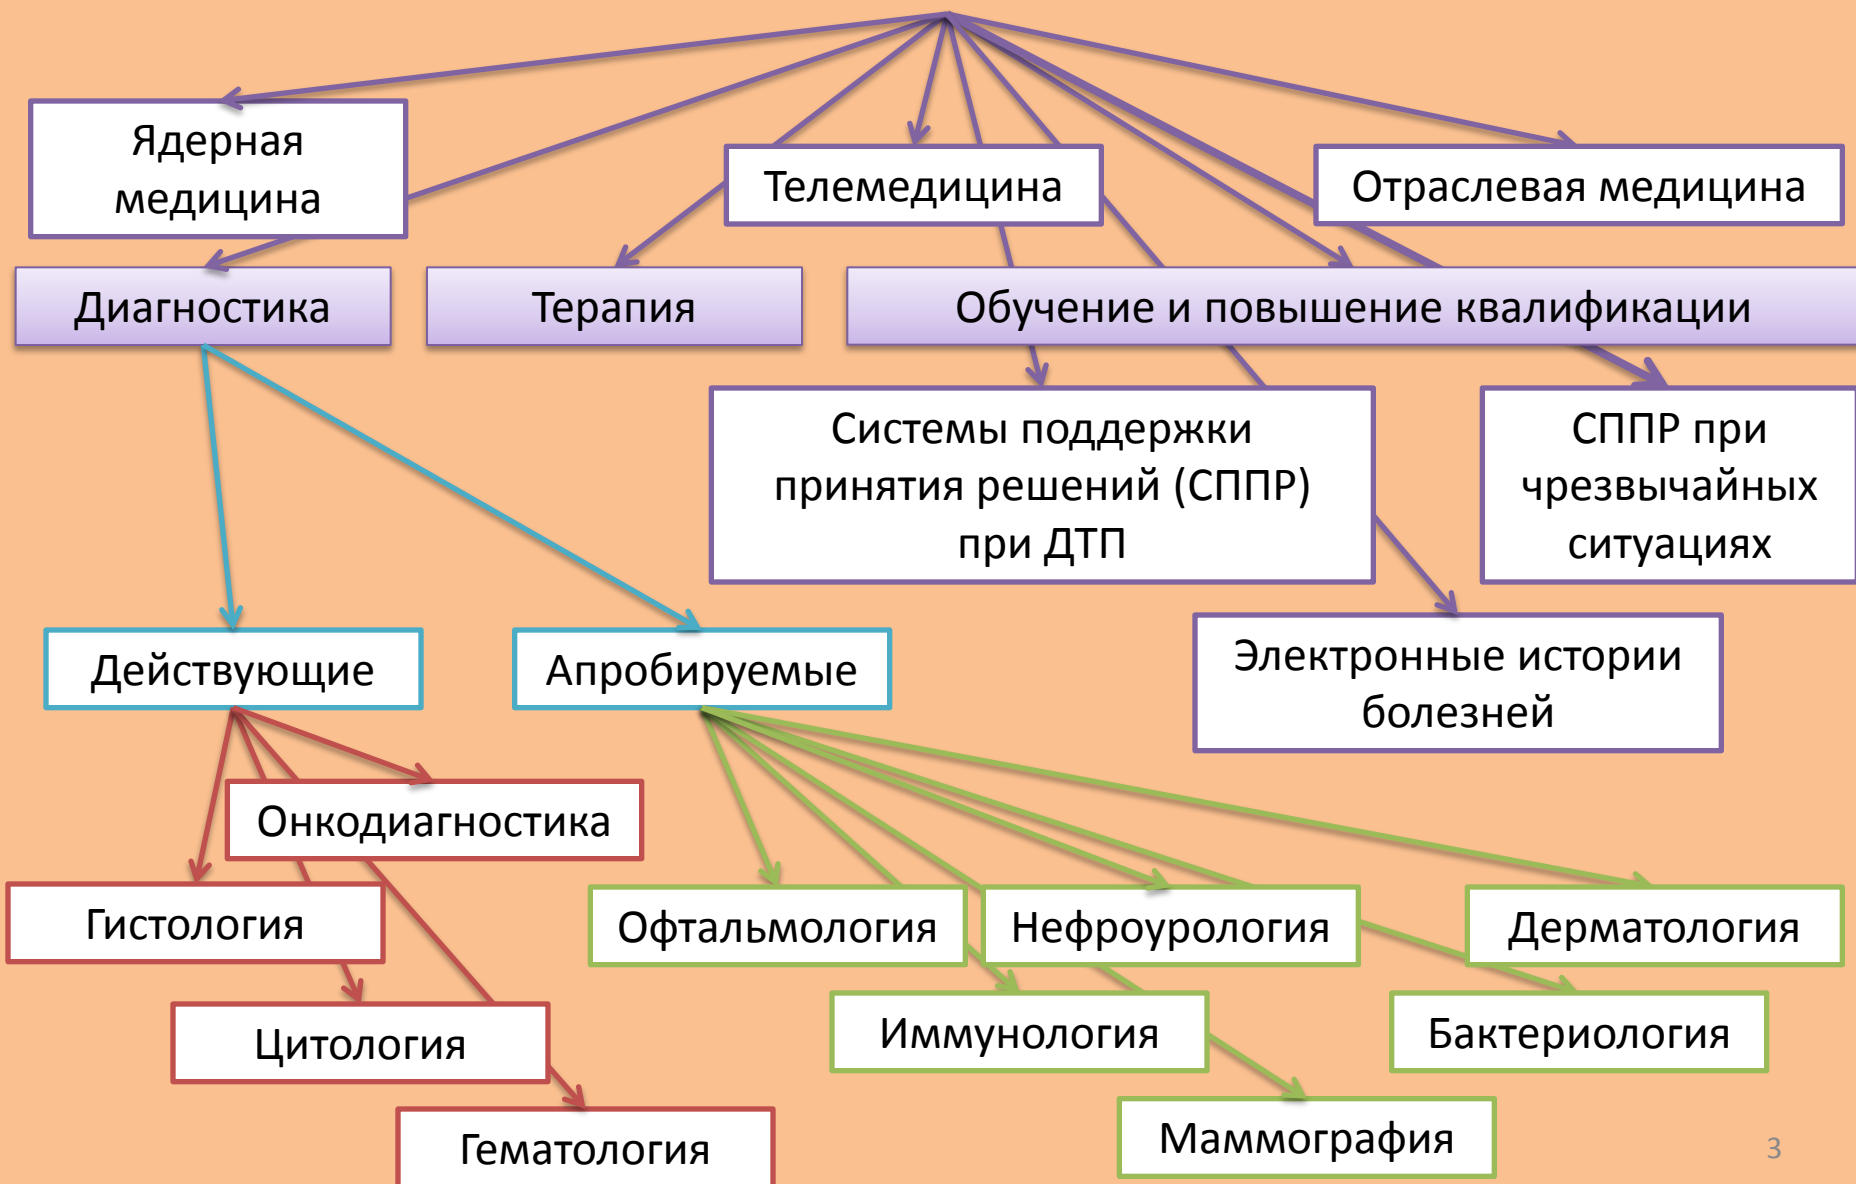 Ядерная
медицина
Телемедицина
Отраслевая медицина
Диагностика
Терапия
Обучение и повышение квалификации
Системы поддержки
принятия решений (СППР)
при ДТП
СППР при
чрезвычайных
ситуациях
Действующие
Апробируемые
Электронные истории
болезней
Онкодиагностика
Гистология
Офтальмология
Нефроурология
Дерматология
Цитология
Иммунология
Бактериология
Гематология
Маммография
3